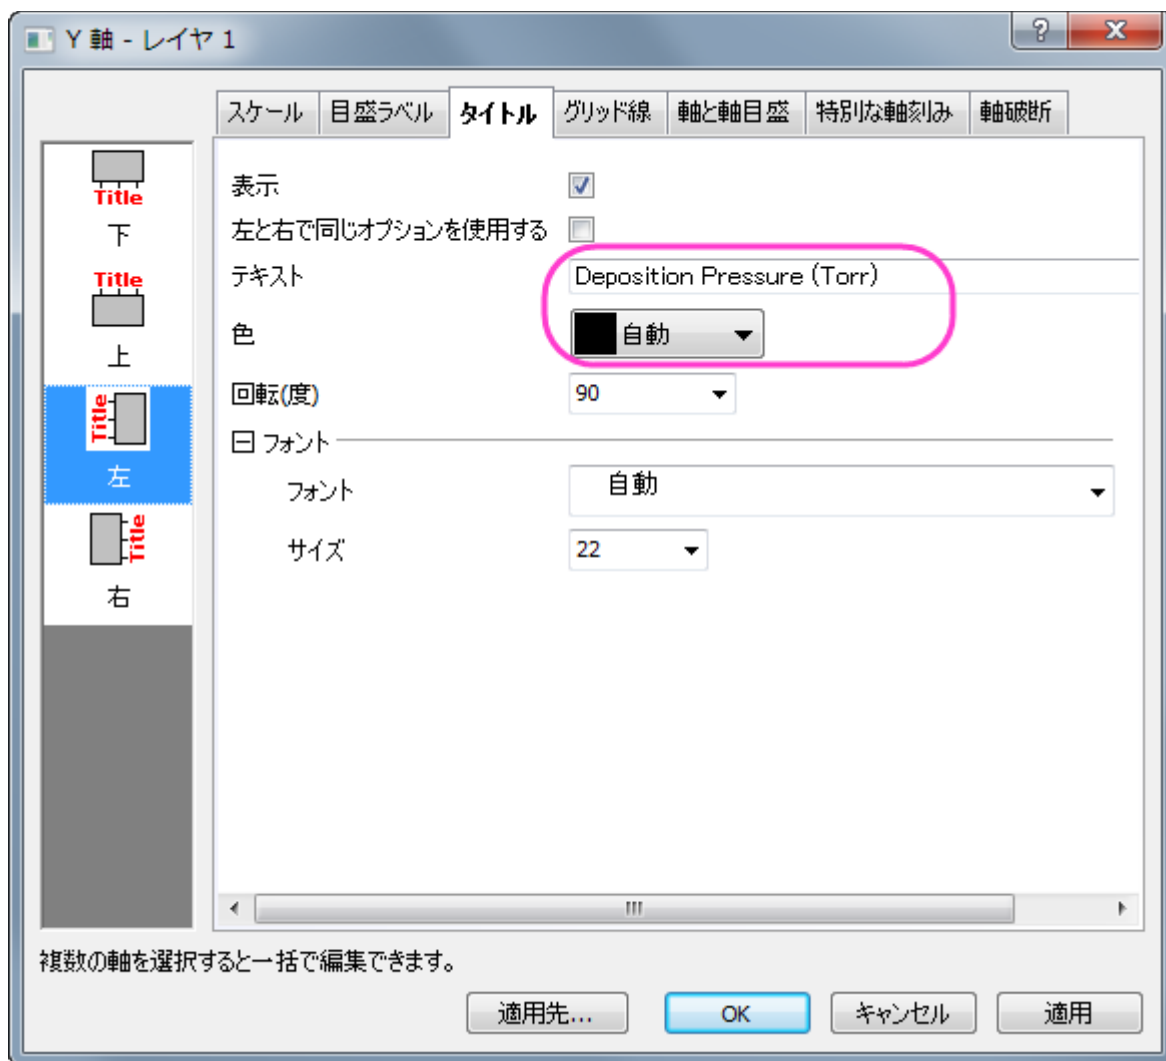 Y 軸 - レイヤ 1
スケール 目盛ラベル タイトル グリッド線 軸と軸目盛 特別な軸刻み 軸破断
Title
下
Title
上
Title
左
Title
右
表示
左と右で同じオプションを使用する
テキスト Deposition Pressure (Torr)
色 自動
回転(度) 90
フォント
フォント 自動
サイズ 22
複数の軸を選択すると一括で編集できます。
適用先... OK キャンセル 適用